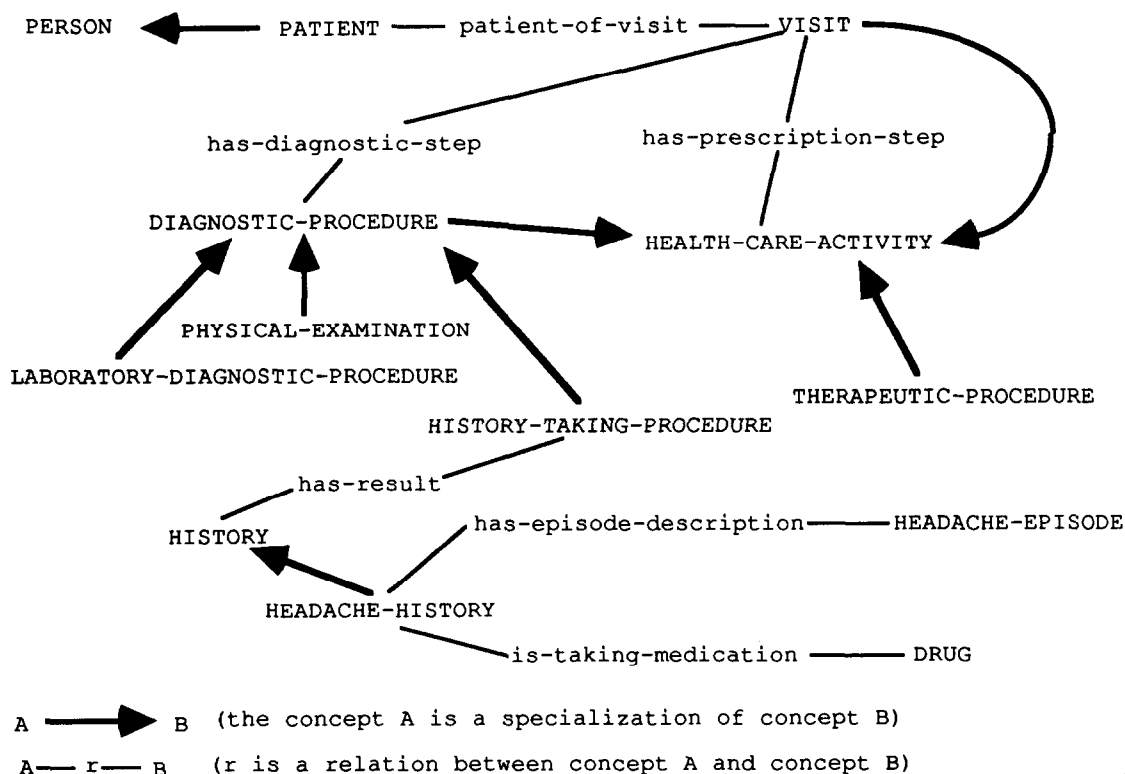 PERSON PATIENT patient-of-visit VISIT
has-diagnostic-step has-prescription-step
DIAGNOSTIC-PROCEDURE HEALTH-CARE-ACTIVITY
PHYSICAL-EXAMINATION
LABORATORY-DIAGNOSTIC-PROCEDURE
THERAPEUTIC-PROCEDURE
HISTORY-TAKING-PROCEDURE
has-result
has-episode-description HEADACHE-EPISODE
HISTORY
HEADACHE-HISTORY
is-taking-medication DRUG
A B (the concept A is a specialization of concept B)
A r B (r is a relation between concept A and concept B)